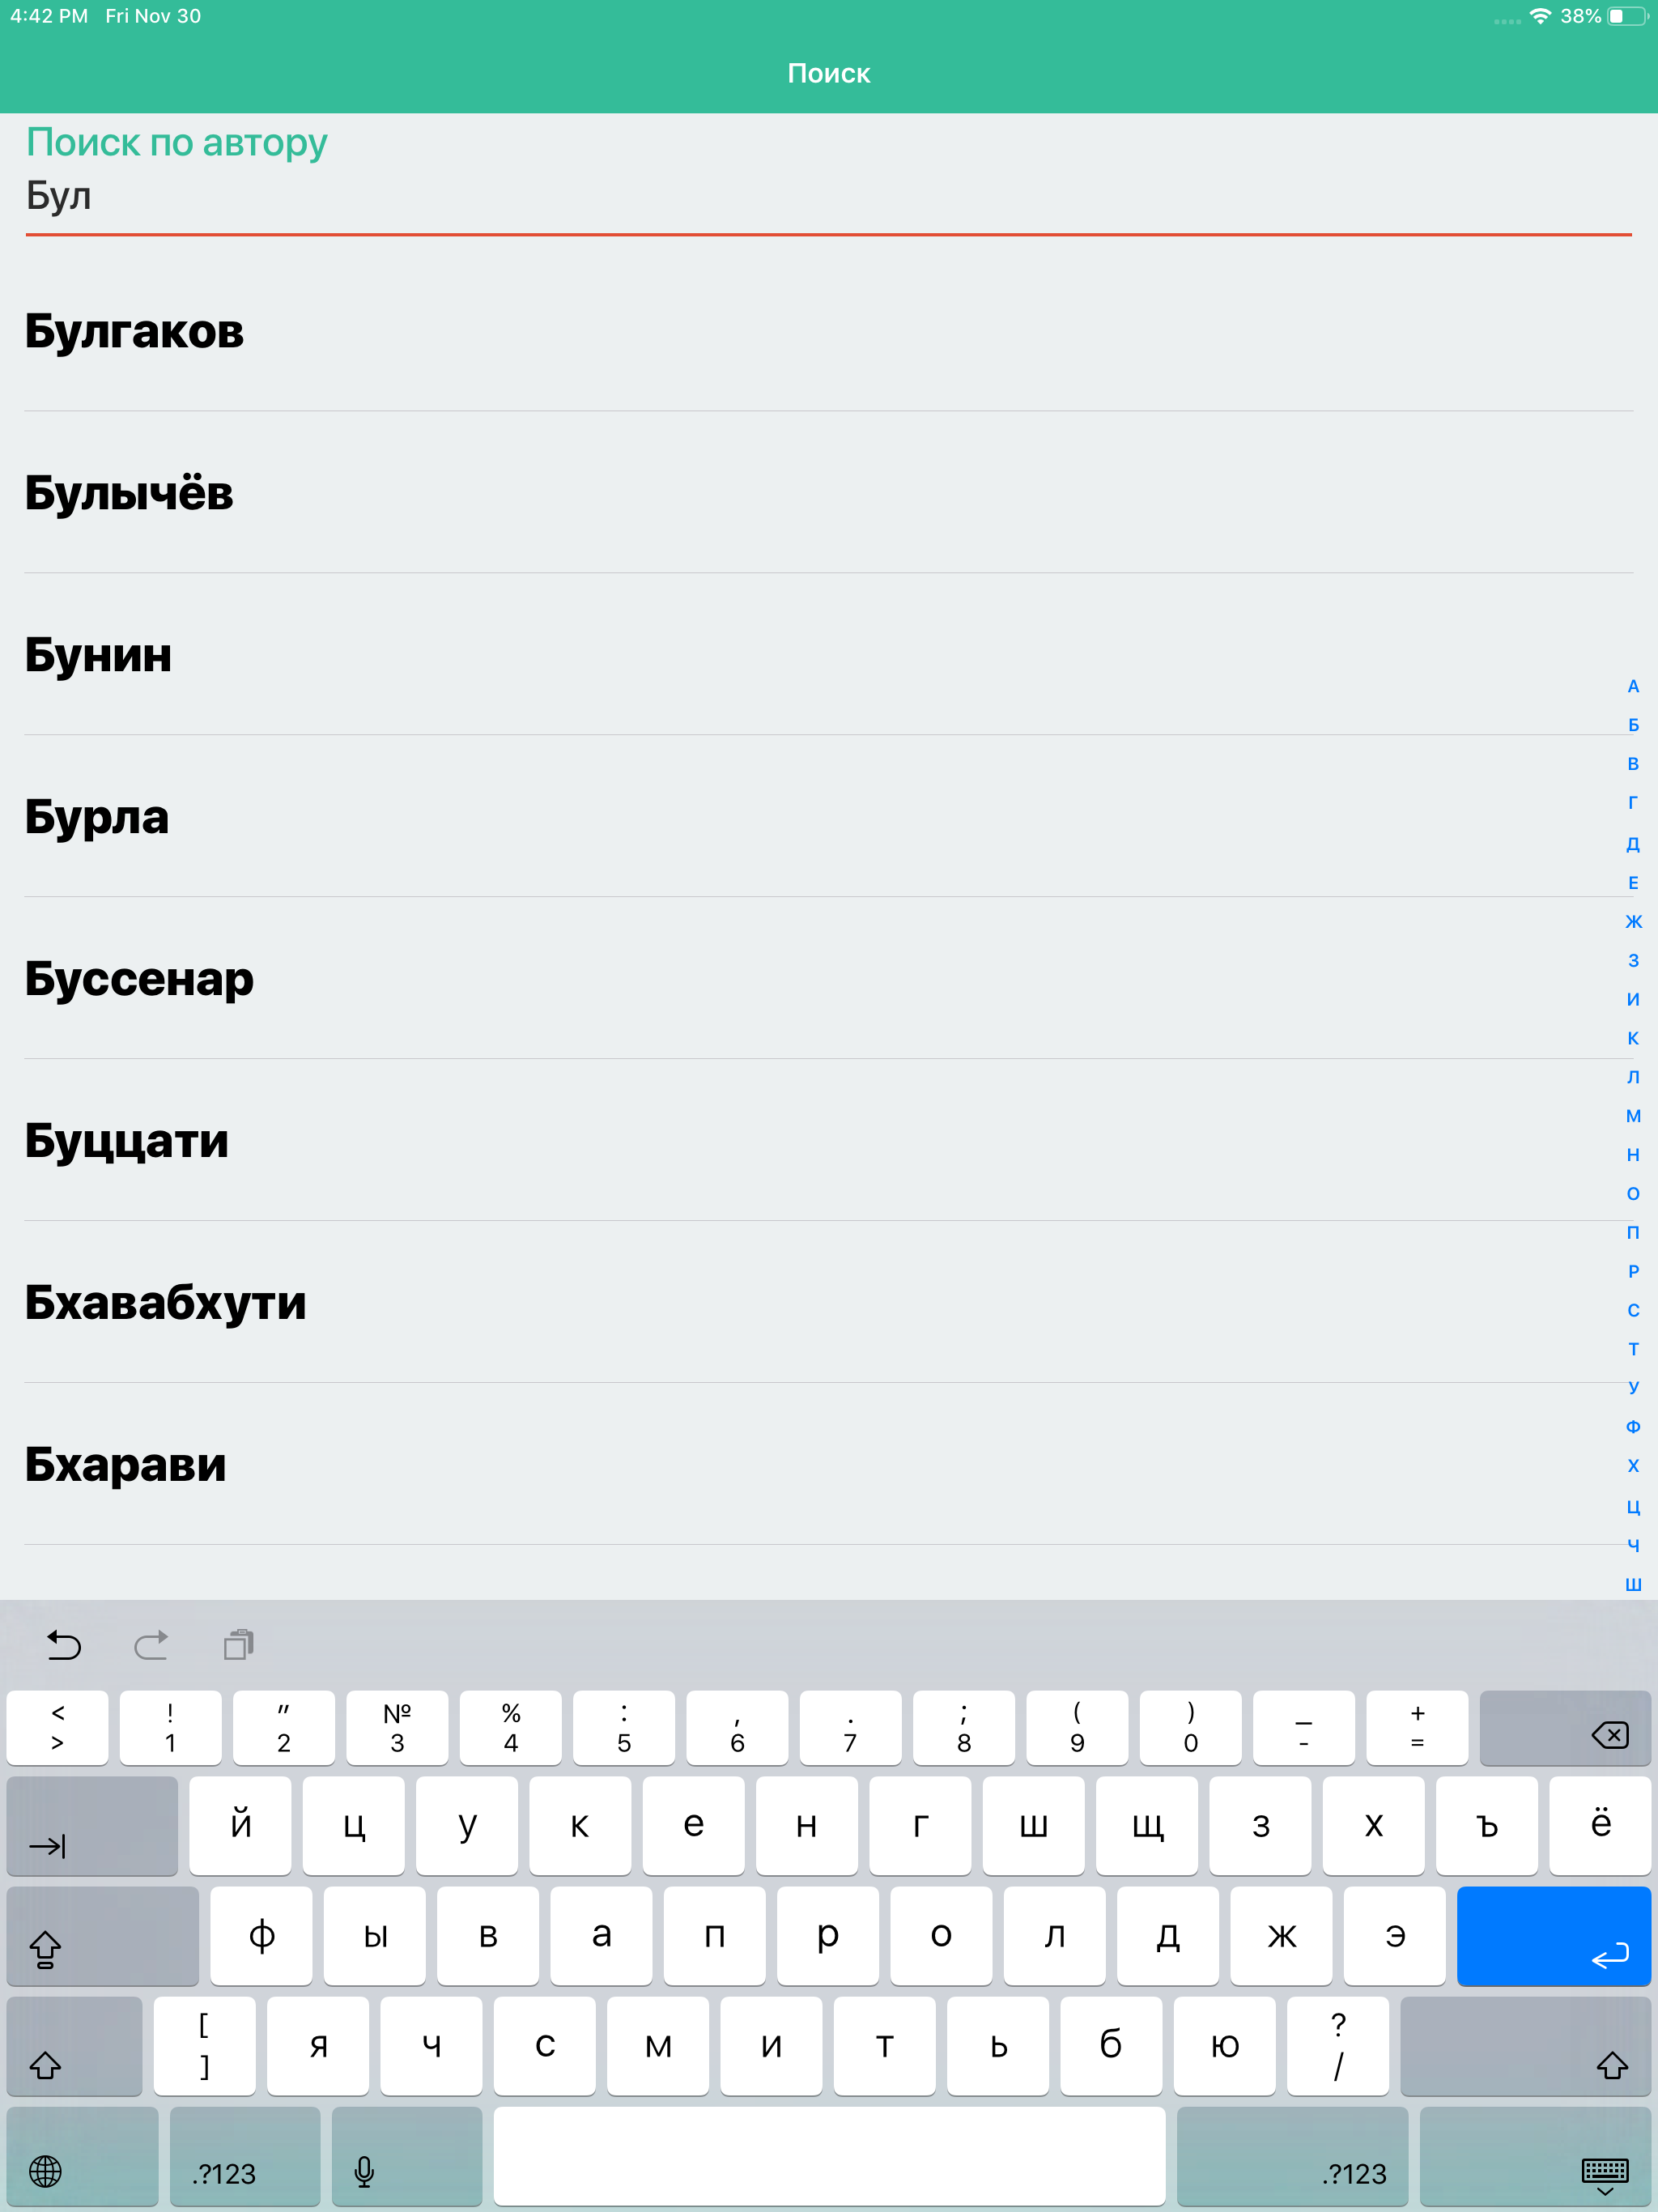 4:42 PM Fri Nov 30 38%
Поиск
Поиск по автору
Бул
Булгаков
Булычёв
Бунин
Бурла
Буссенар
Буццати
Бхавабхути
Бхарави
А
Б
В
Г
Д
Е
Ж
З
И
К
Л
М
Н
О
П
Р
С
Т
У
Ф
Х
Ц
Ч
Ш
< ! " № % : , . ; ( ) _ +
> 1 2 3 4 5 6 7 8 9 0 - =
й ц у к е н г ш щ з х ъ ё
ф ы в а п р о л д ж э
[ ?
я ч с м и т ь б ю
] /
.?123 .?123